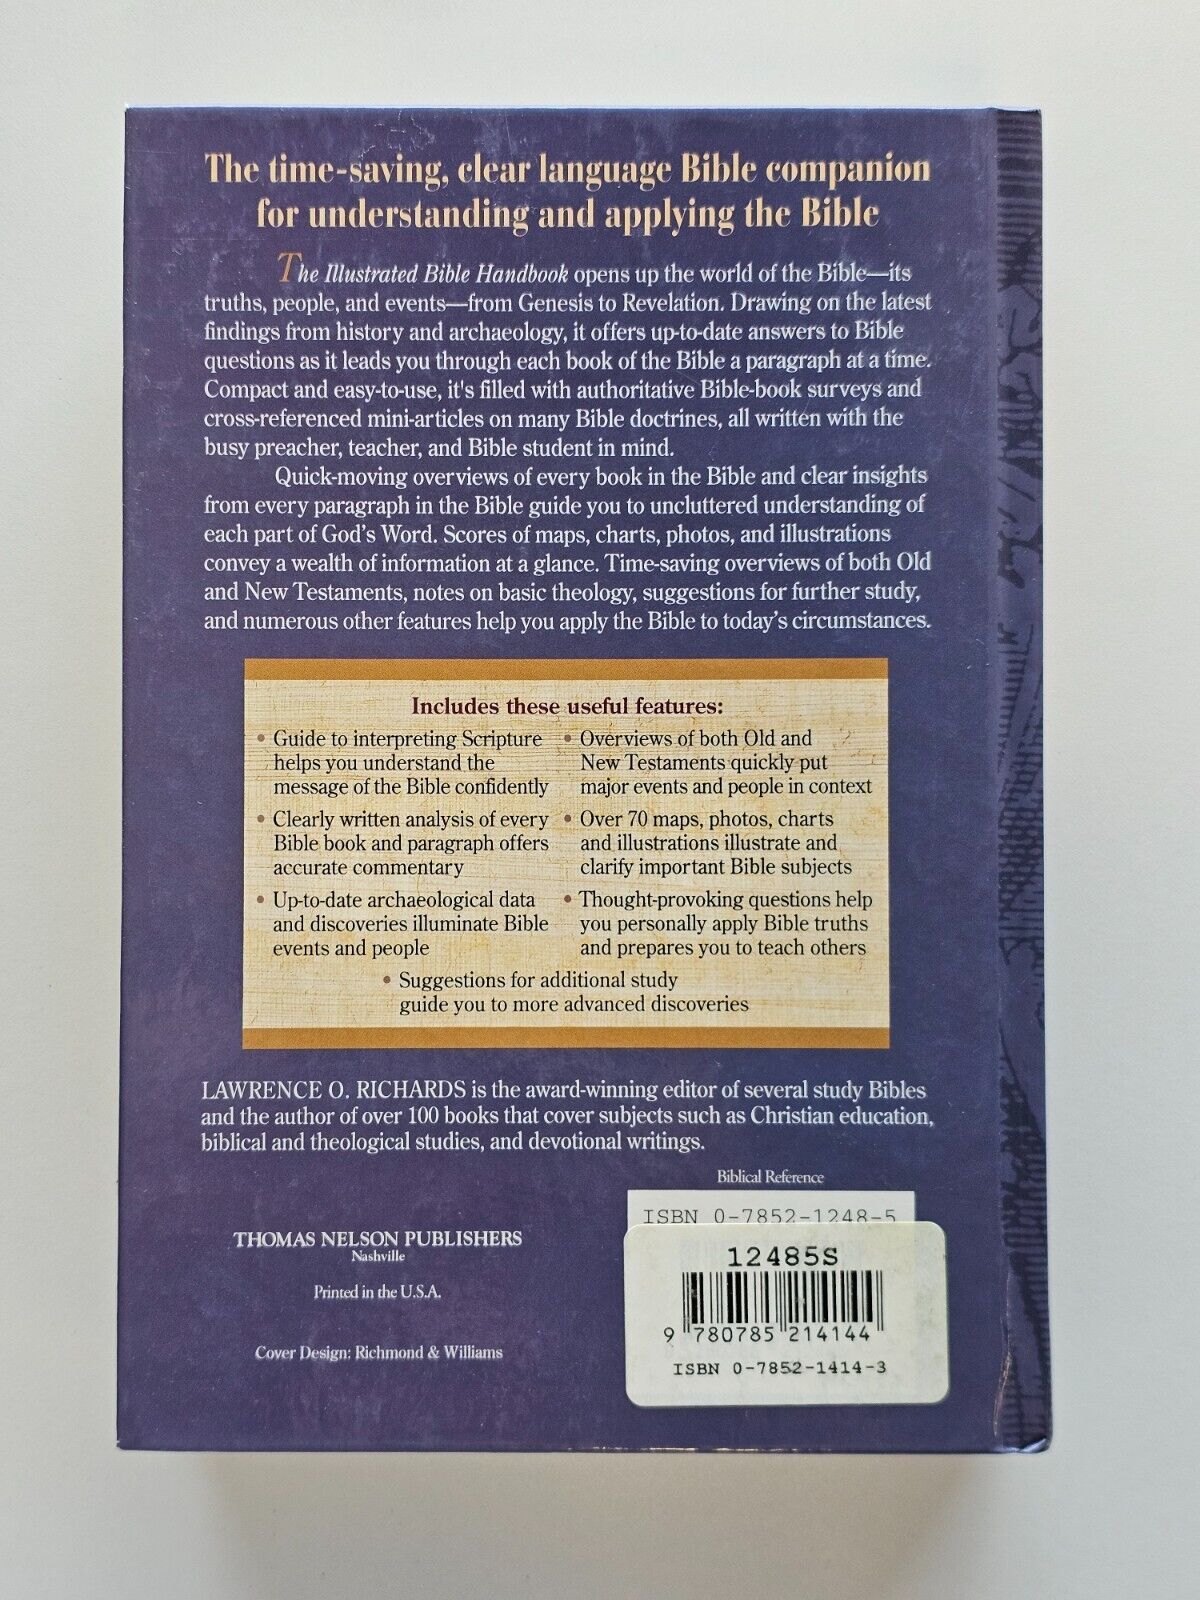 The time-saving, clear language Bible companion
for understanding and applying the Bible
The Illustrated Bible Handbook opens up the world of the Bible—its
truths, people, and events—from Genesis to Revelation. Drawing on the latest
findings from history and archaeology, it offers up-to-date answers to Bible
questions as it leads you through each book of the Bible a paragraph at a time.
Compact and easy-to-use, it's filled with authoritative Bible-book surveys and
cross-referenced mini-articles on many Bible doctrines, all written with the
busy preacher, teacher, and Bible student in mind.
Quick-moving overviews of every book in the Bible and clear insights
from every paragraph in the Bible guide you to uncluttered understanding of
each part of God's Word. Scores of maps, charts, photos, and illustrations
convey a wealth of information at a glance. Time-saving overviews of both Old
and New Testaments, notes on basic theology, suggestions for further study,
and numerous other features help you apply the Bible to today's circumstances.
Includes these useful features:
• Guide to interpreting Scripture
helps you understand the
message of the Bible confidently
• Clearly written analysis of every
Bible book and paragraph offers
accurate commentary
• Up-to-date archaeological data
and discoveries illuminate Bible
events and people
• Overviews of both Old and
New Testaments quickly put
major events and people in context
• Over 70 maps, photos, charts
and illustrations illustrate and
clarify important Bible subjects
• Thought-provoking questions help
you personally apply Bible truths
and prepares you to teach others
• Suggestions for additional study
guide you to more advanced discoveries
LAWRENCE O. RICHARDS is the award-winning editor of several study Bibles
and the author of over 100 books that cover subjects such as Christian education,
biblical and theological studies, and devotional writings.
THOMAS NELSON PUBLISHERS
Nashville
Printed in the U.S.A.
Cover Design: Richmond & Williams
Biblical Reference
ISBN 0-7852-1248-5
12485S
9 780785 214144
ISBN 0-7852-1414-3